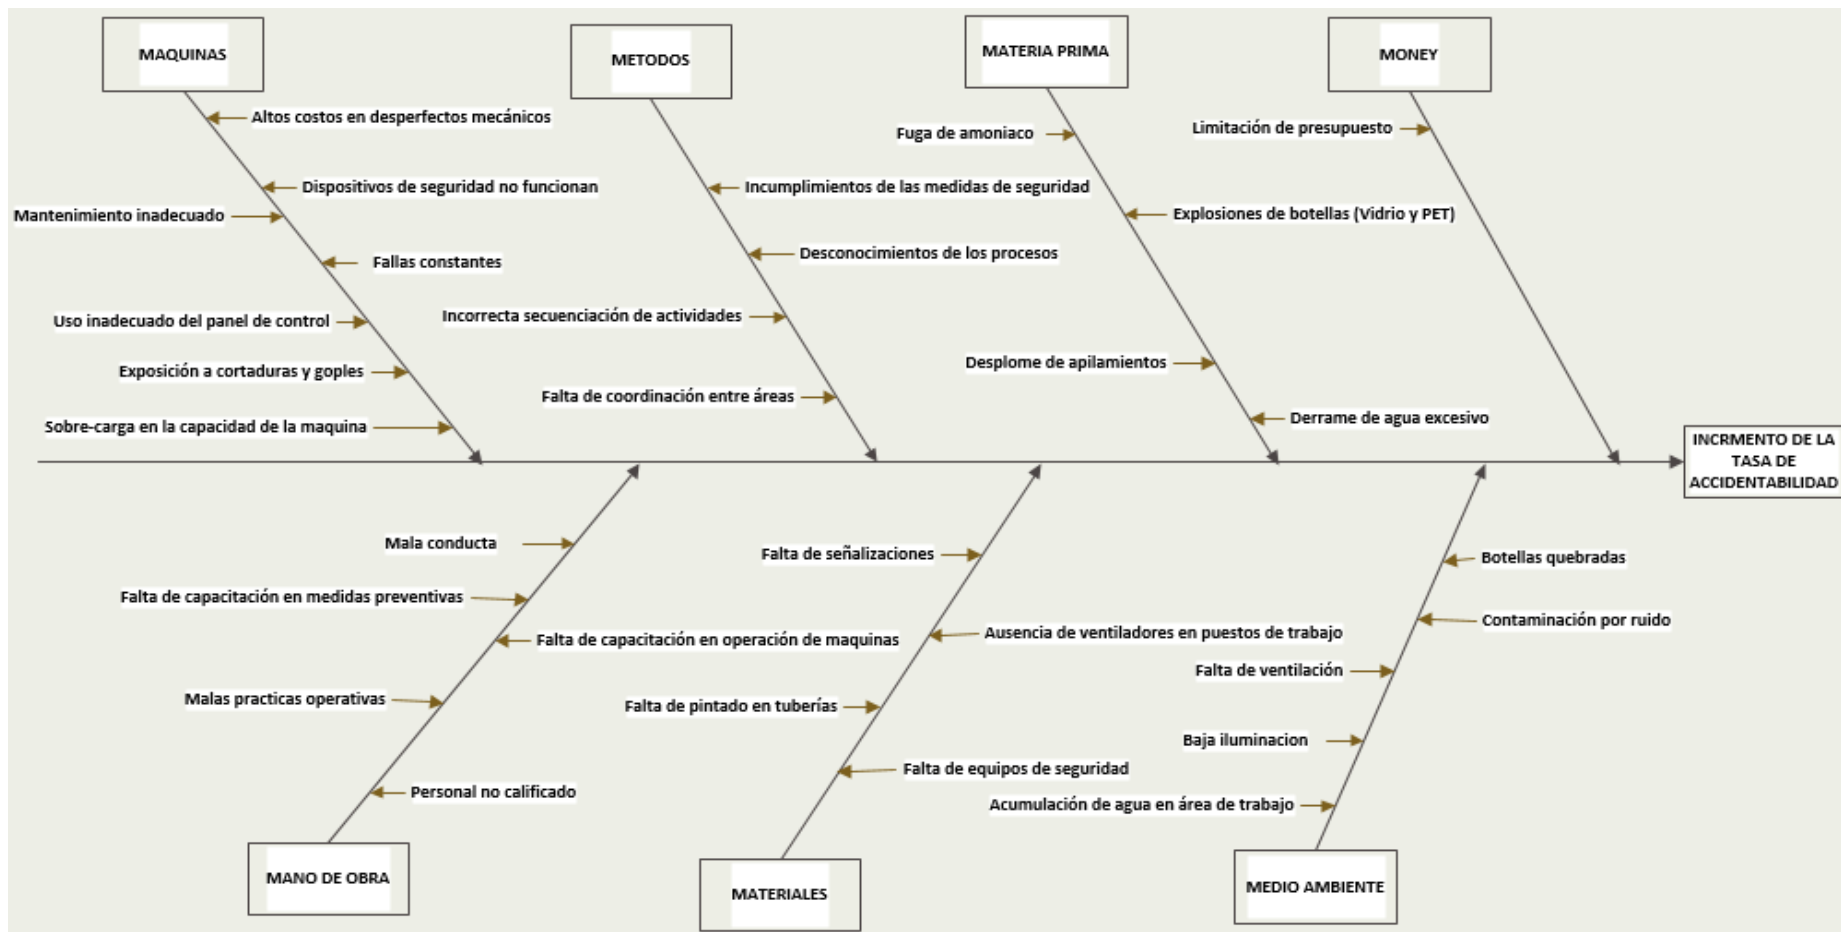 MAQUINAS
METODOS
MATERIA PRIMA
MONEY
Altos costos en desperfectos mecánicos
Dispositivos de seguridad no funcionan
Mantenimiento inadecuado
Fallas constantes
Uso inadecuado del panel de control
Exposición a cortaduras y goples
Sobre-carga en la capacidad de la maquina
Incumplimientos de las medidas de seguridad
Desconocimientos de los procesos
Incorrecta secuenciación de actividades
Falta de coordinación entre áreas
Fuga de amoniaco
Explosiones de botellas (Vidrio y PET)
Desplome de apilamientos
Derrame de agua excesivo
Limitación de presupuesto
INCRMENTO DE LA
TASA DE
ACCIDENTABILIDAD
Mala conducta
Falta de capacitación en medidas preventivas
Falta de capacitación en operación de maquinas
Malas practicas operativas
Personal no calificado
Falta de señalizaciones
Ausencia de ventiladores en puestos de trabajo
Falta de pintado en tuberías
Falta de equipos de seguridad
Botellas quebradas
Contaminación por ruido
Falta de ventilación
Baja iluminacion
Acumulación de agua en área de trabajo
MANO DE OBRA
MATERIALES
MEDIO AMBIENTE